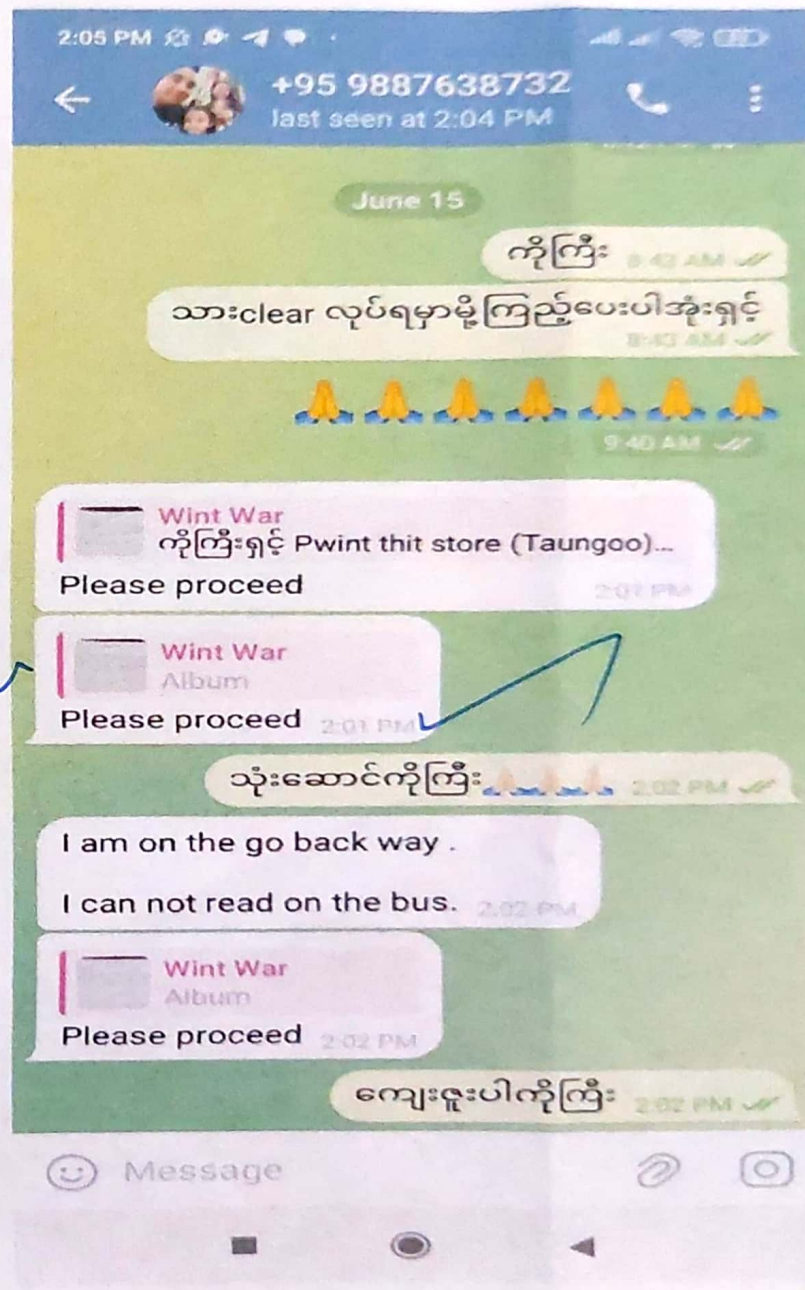 2:05 PM
+95 9887638732
last seen at 2:04 PM
June 15
ကိုကြီး 8:43 AM
သားclear လုပ်ရမှာမို့ကြည့်ပေးပါအုံးရှင့်
8:43 AM
🙏🙏🙏🙏🙏🙏🙏
9:40 AM
Wint War
ကိုကြီးရှင့် Pwint thit store (Taungoo)...
Please proceed 2:01 PM
Wint War
Album
Please proceed 2:01 PM
သုံးဆောင်ကိုကြီး🙏🏻🙏🏻🙏🏻 2:02 PM
I am on the go back way .
I can not read on the bus. 2:02 PM
Wint War
Album
Please proceed 2:02 PM
ကျေးဇူးပါကိုကြီး 2:02 PM
Message